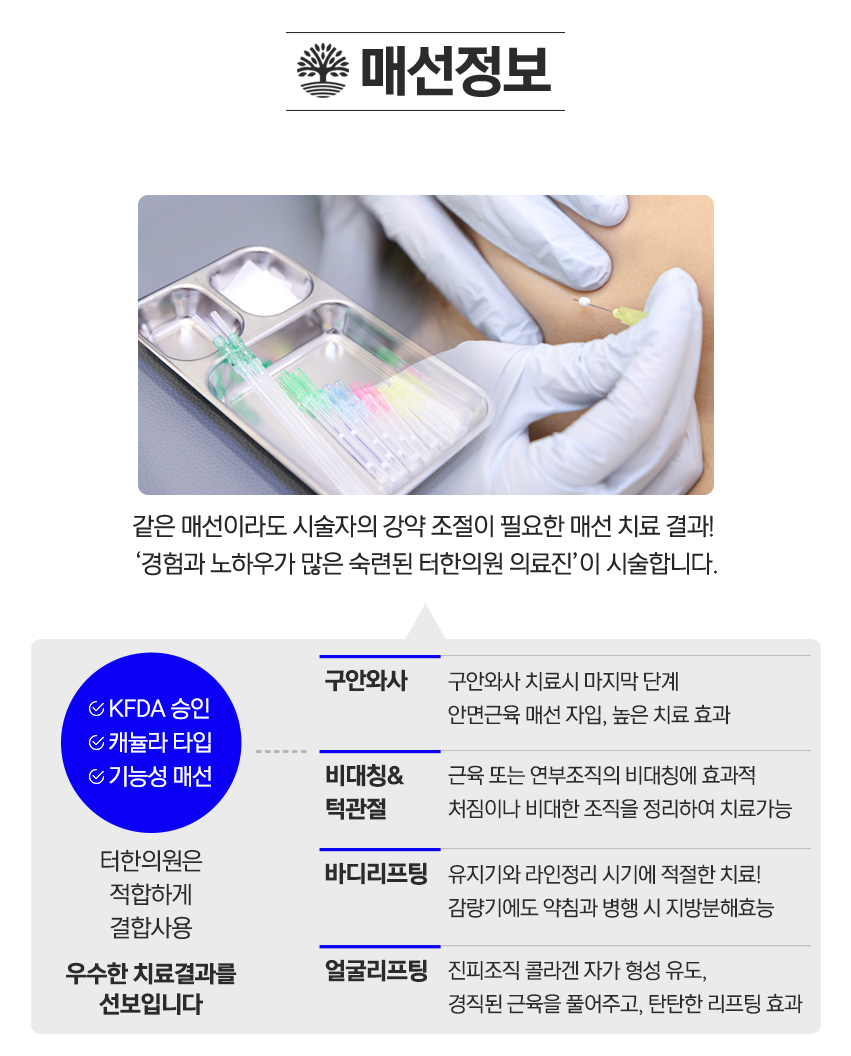 매선정보
같은 매선이라도 시술자의 강약 조절이 필요한 매선 치료 결과!
‘경험과 노하우가 많은 숙련된 터한의원 의료진’이 시술합니다.
KFDA 승인
캐뉼라 타입
기능성 매선
터한의원은
적합하게
결합사용
우수한 치료결과를
선보입니다
구안와사
구안와사 치료시 마지막 단계
안면근육 매선 자입, 높은 치료 효과
비대칭&
턱관절
근육 또는 연부조직의 비대칭에 효과적
처짐이나 비대한 조직을 정리하여 치료가능
바디리프팅
유지기와 라인정리 시기에 적절한 치료!
감량기에도 약침과 병행 시 지방분해효능
얼굴리프팅
진피조직 콜라겐 자가 형성 유도,
경직된 근육을 풀어주고, 탄탄한 리프팅 효과